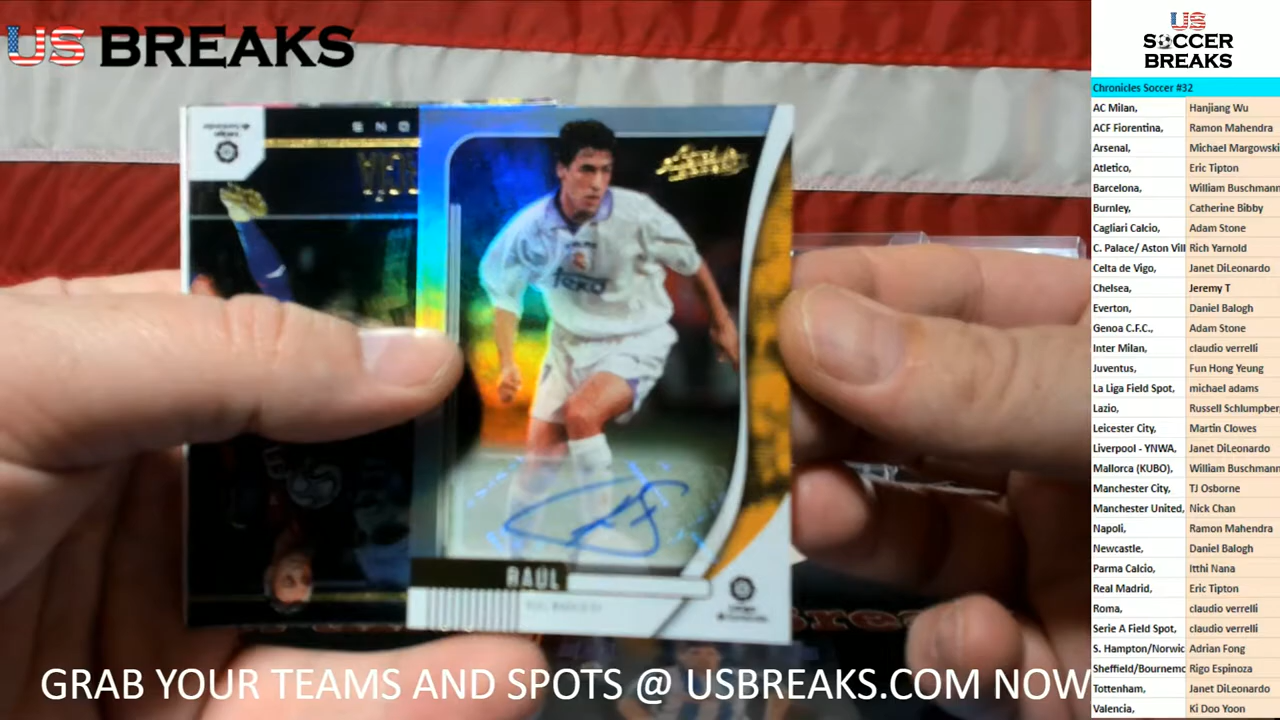 US BREAKS
US
SOCCER
BREAKS
Chronicles Soccer #32
AC Milan, Hanjiang Wu
ACF Fiorentina, Ramon Mahendra
Arsenal, Michael Margowski
Atletico, Eric Tipton
Barcelona, William Buschmann
Burnley, Catherine Bibby
Cagliari Calcio, Adam Stone
C. Palace/ Aston Vill Rich Yarnold
Celta de Vigo, Janet DiLeonardo
Chelsea, Jeremy T
Everton, Daniel Balogh
Genoa C.F.C., Adam Stone
Inter Milan, claudio verrelli
Juventus, Fun Hong Yeung
La Liga Field Spot, michael adams
Lazio, Russell Schlumpber
Leicester City, Martin Clowes
Liverpool - YNWA, Janet DiLeonardo
Mallorca (KUBO), William Buschmann
Manchester City, TJ Osborne
Manchester United, Nick Chan
Napoli, Ramon Mahendra
Newcastle, Daniel Balogh
Parma Calcio, Itthi Nana
Real Madrid, Eric Tipton
Roma, claudio verrelli
Serie A Field Spot, claudio verrelli
S. Hampton/Norwic Adrian Fong
Sheffield/Bournemo Rigo Espinoza
Tottenham, Janet DiLeonardo
Valencia, Ki Doo Yoon
RAÚL
GRAB YOUR TEAMS AND SPOTS @ USBREAKS.COM NOW